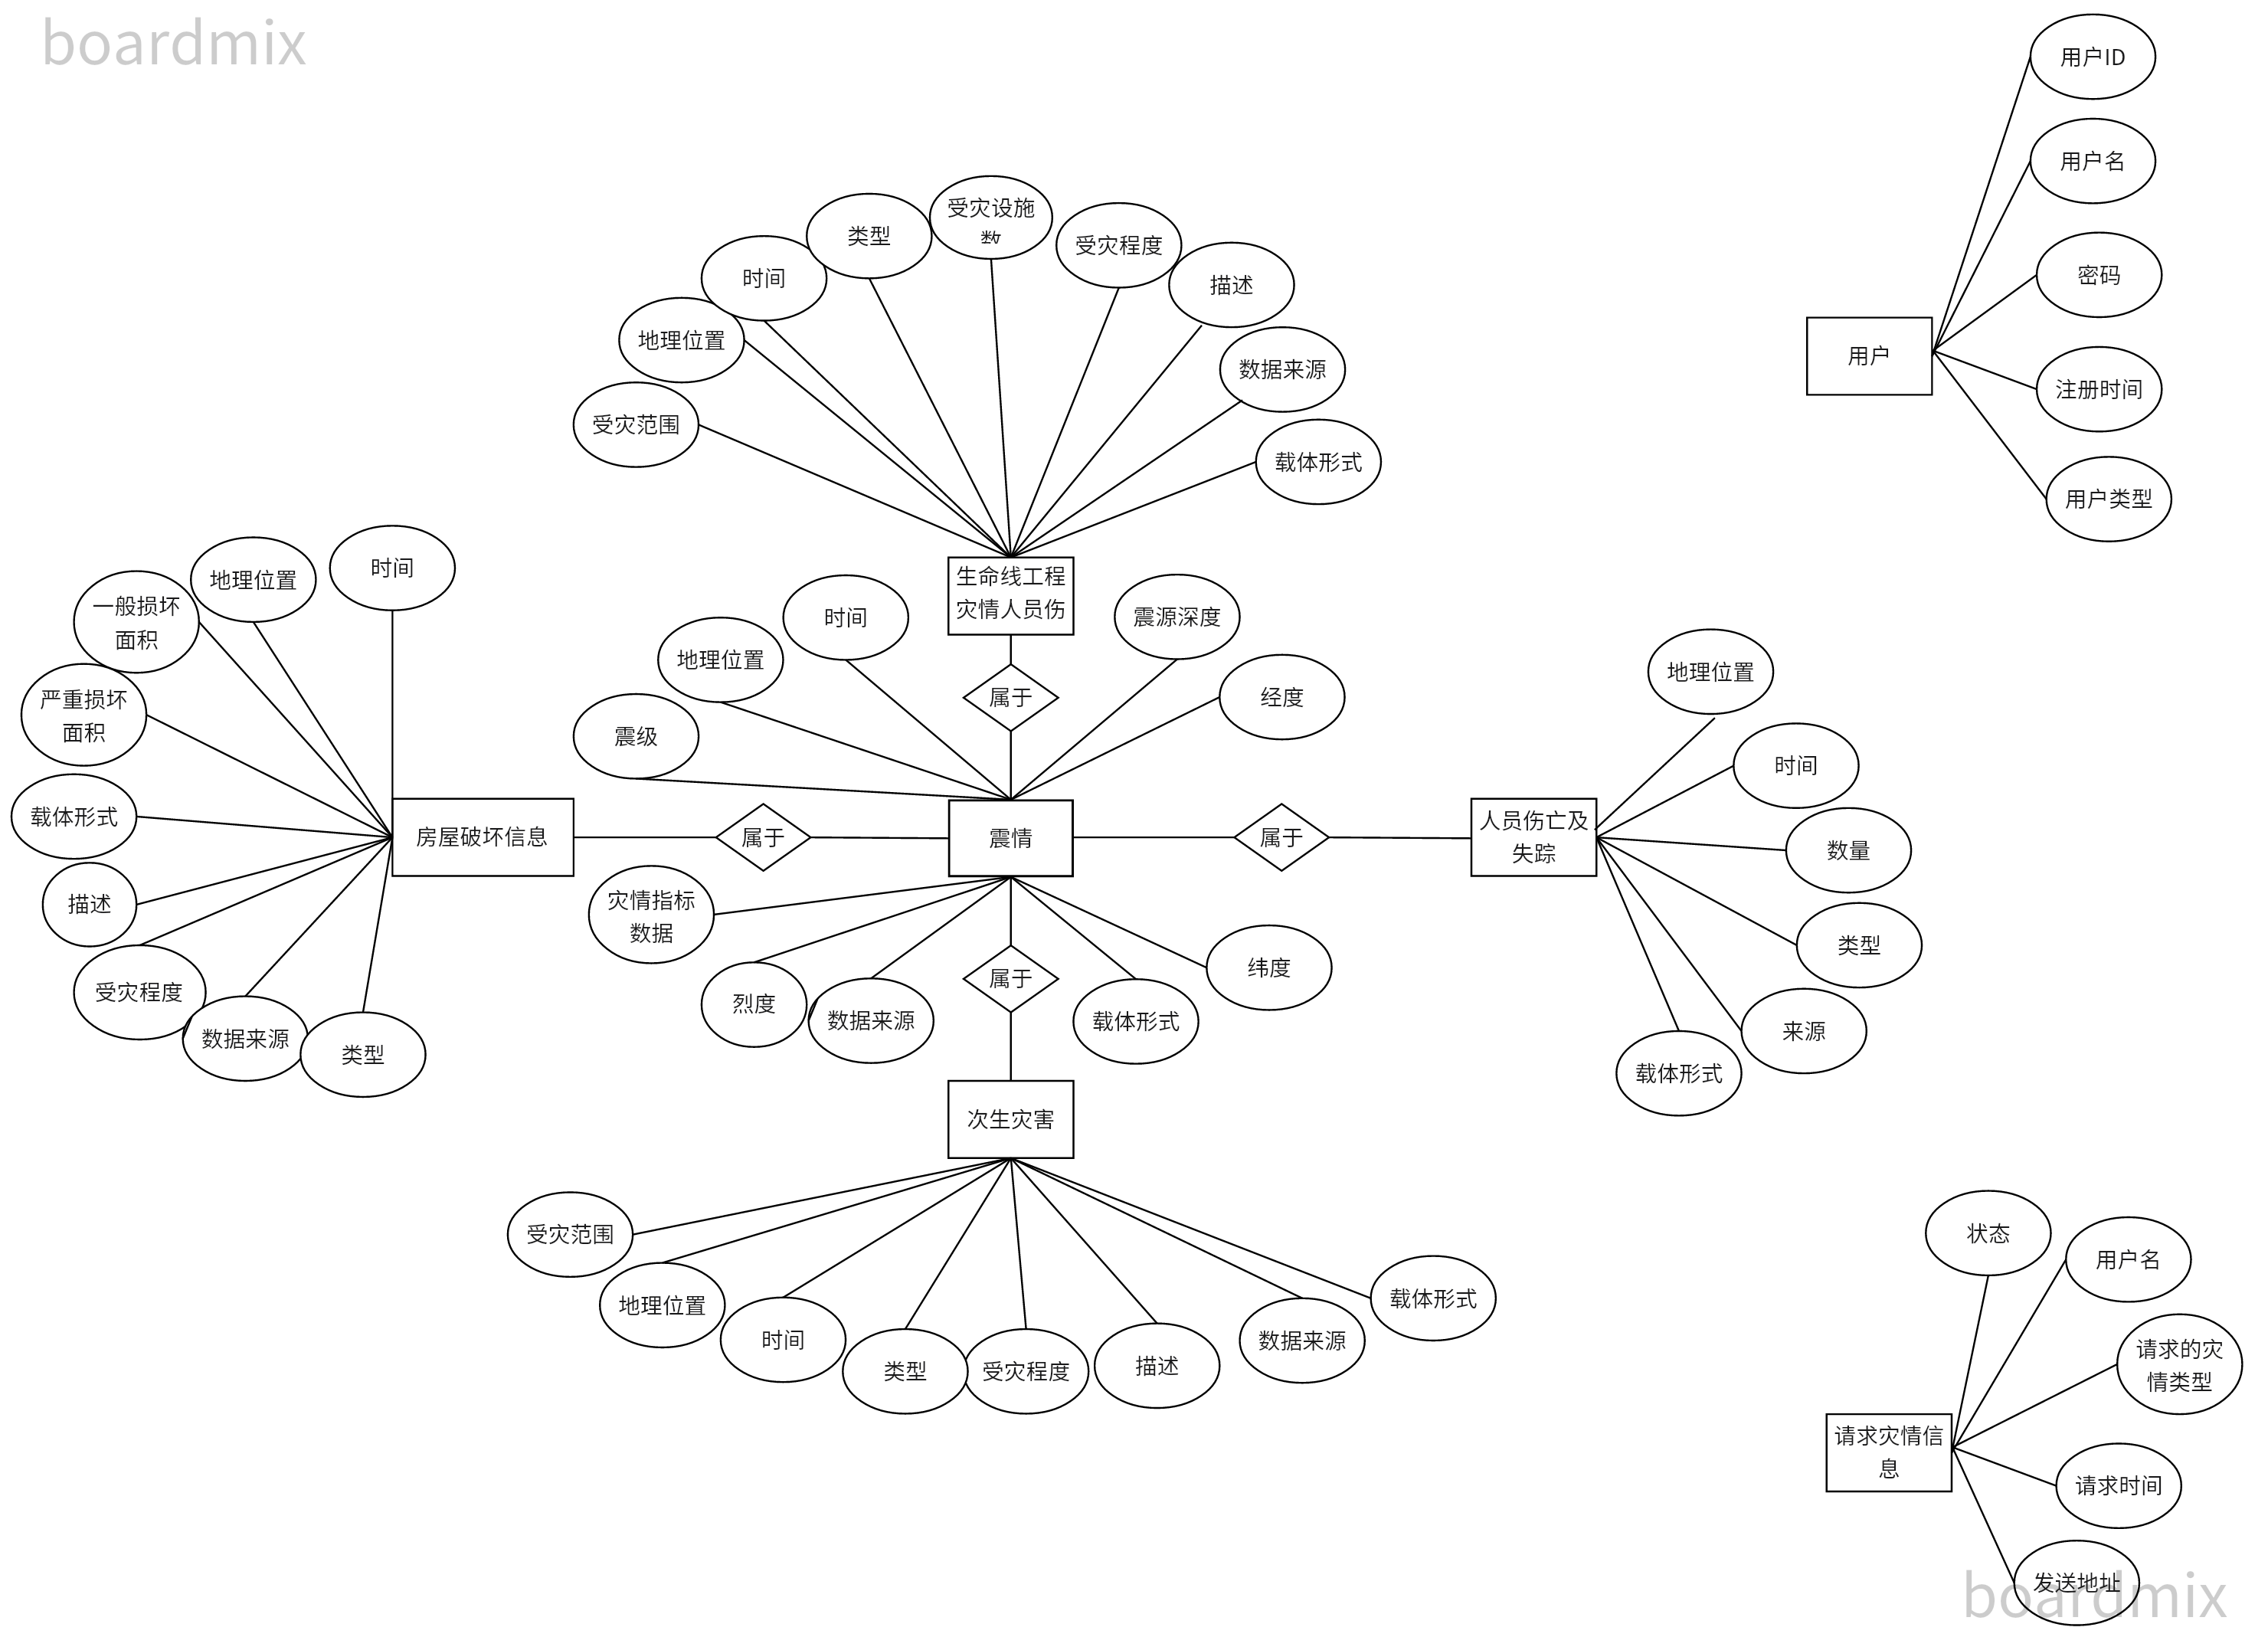 boardmix
用户ID
用户名
密码
用户
注册时间
用户类型
受灾设施
数
类型
受灾程度
时间
描述
地理位置
数据来源
受灾范围
载体形式
生命线工程
灾情人员伤
时间
地理位置
一般损坏
面积
严重损坏
面积
载体形式
描述
受灾程度
数据来源
类型
房屋破坏信息
属于
时间
地理位置
震级
震源深度
经度
属于
震情
属于
人员伤亡及
失踪
地理位置
时间
数量
类型
来源
载体形式
灾情指标
数据
烈度
数据来源
属于
载体形式
纬度
次生灾害
受灾范围
地理位置
时间
类型
受灾程度
描述
数据来源
载体形式
状态
用户名
请求的灾
情类型
请求灾情信
息
请求时间
发送地址
boardmix